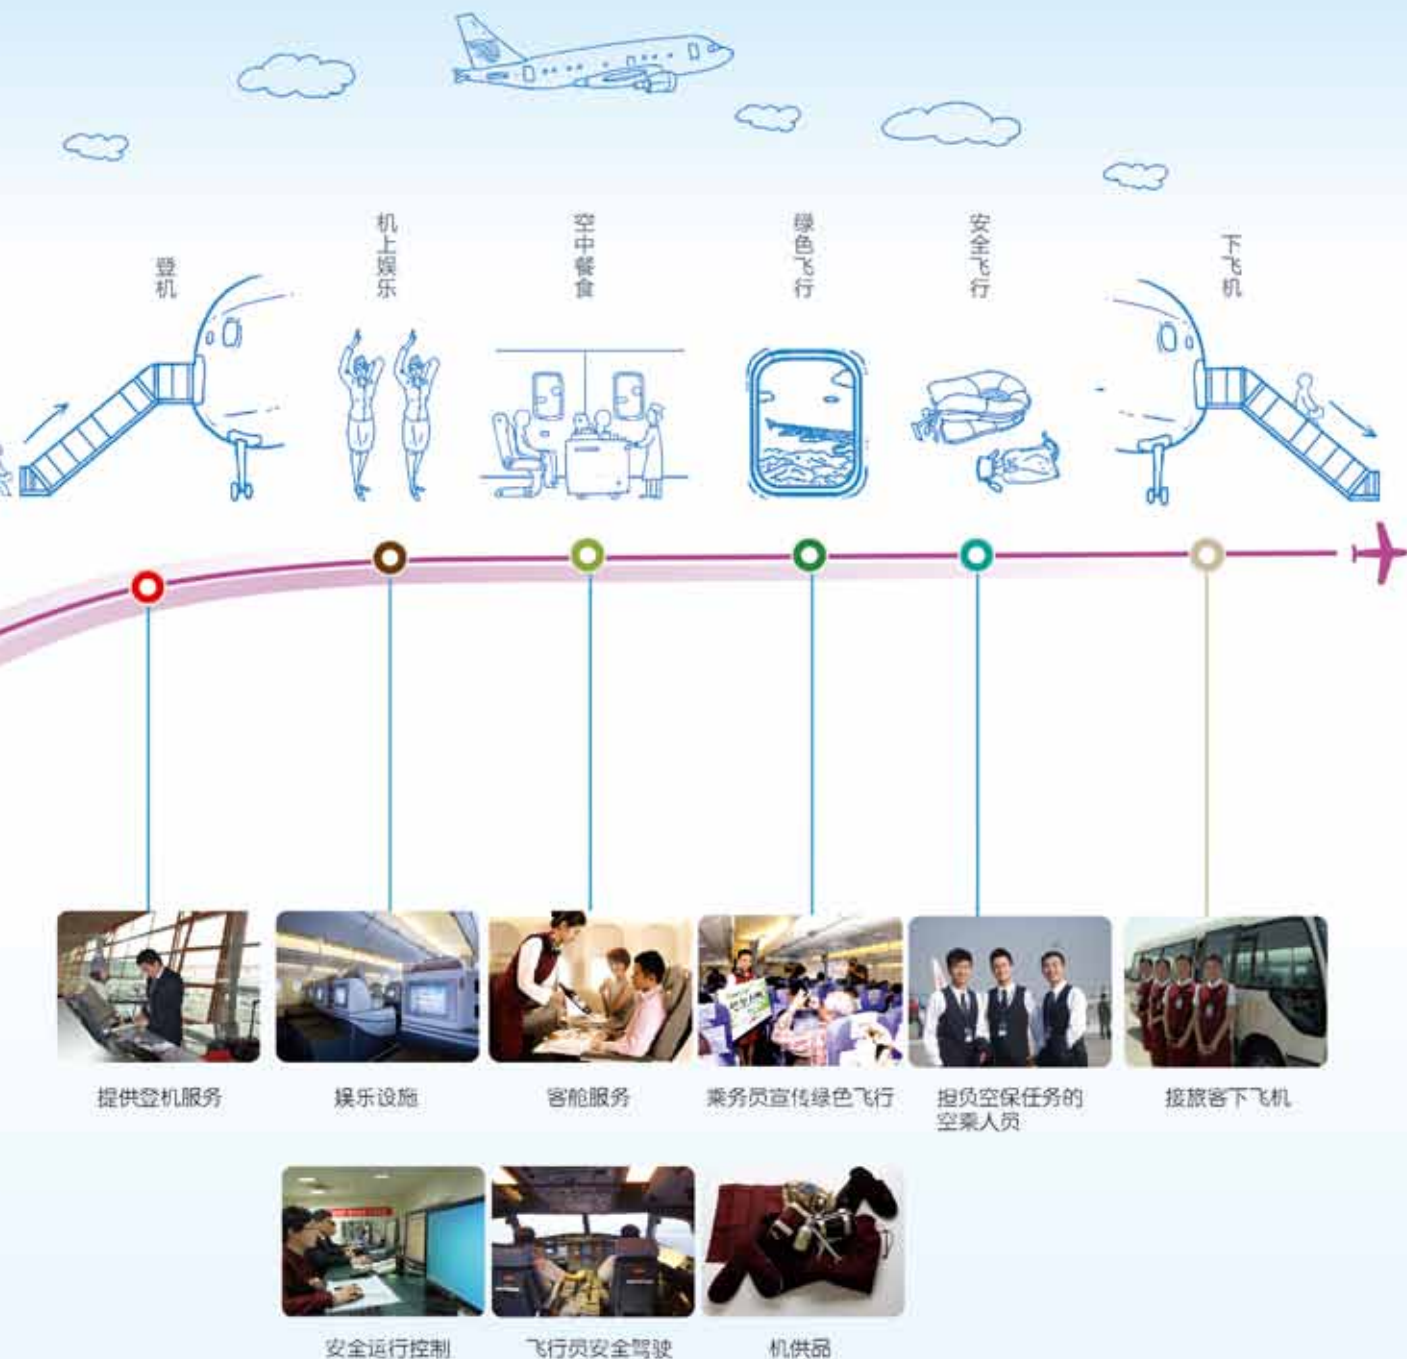 登机
机上娱乐
空中餐食
绿色飞行
安全飞行
下飞机
提供登机服务
娱乐设施
客舱服务
乘务员宣传绿色飞行
担负空保任务的
空乘人员
接旅客下飞机
安全运行控制
飞行员安全驾驶
机供品